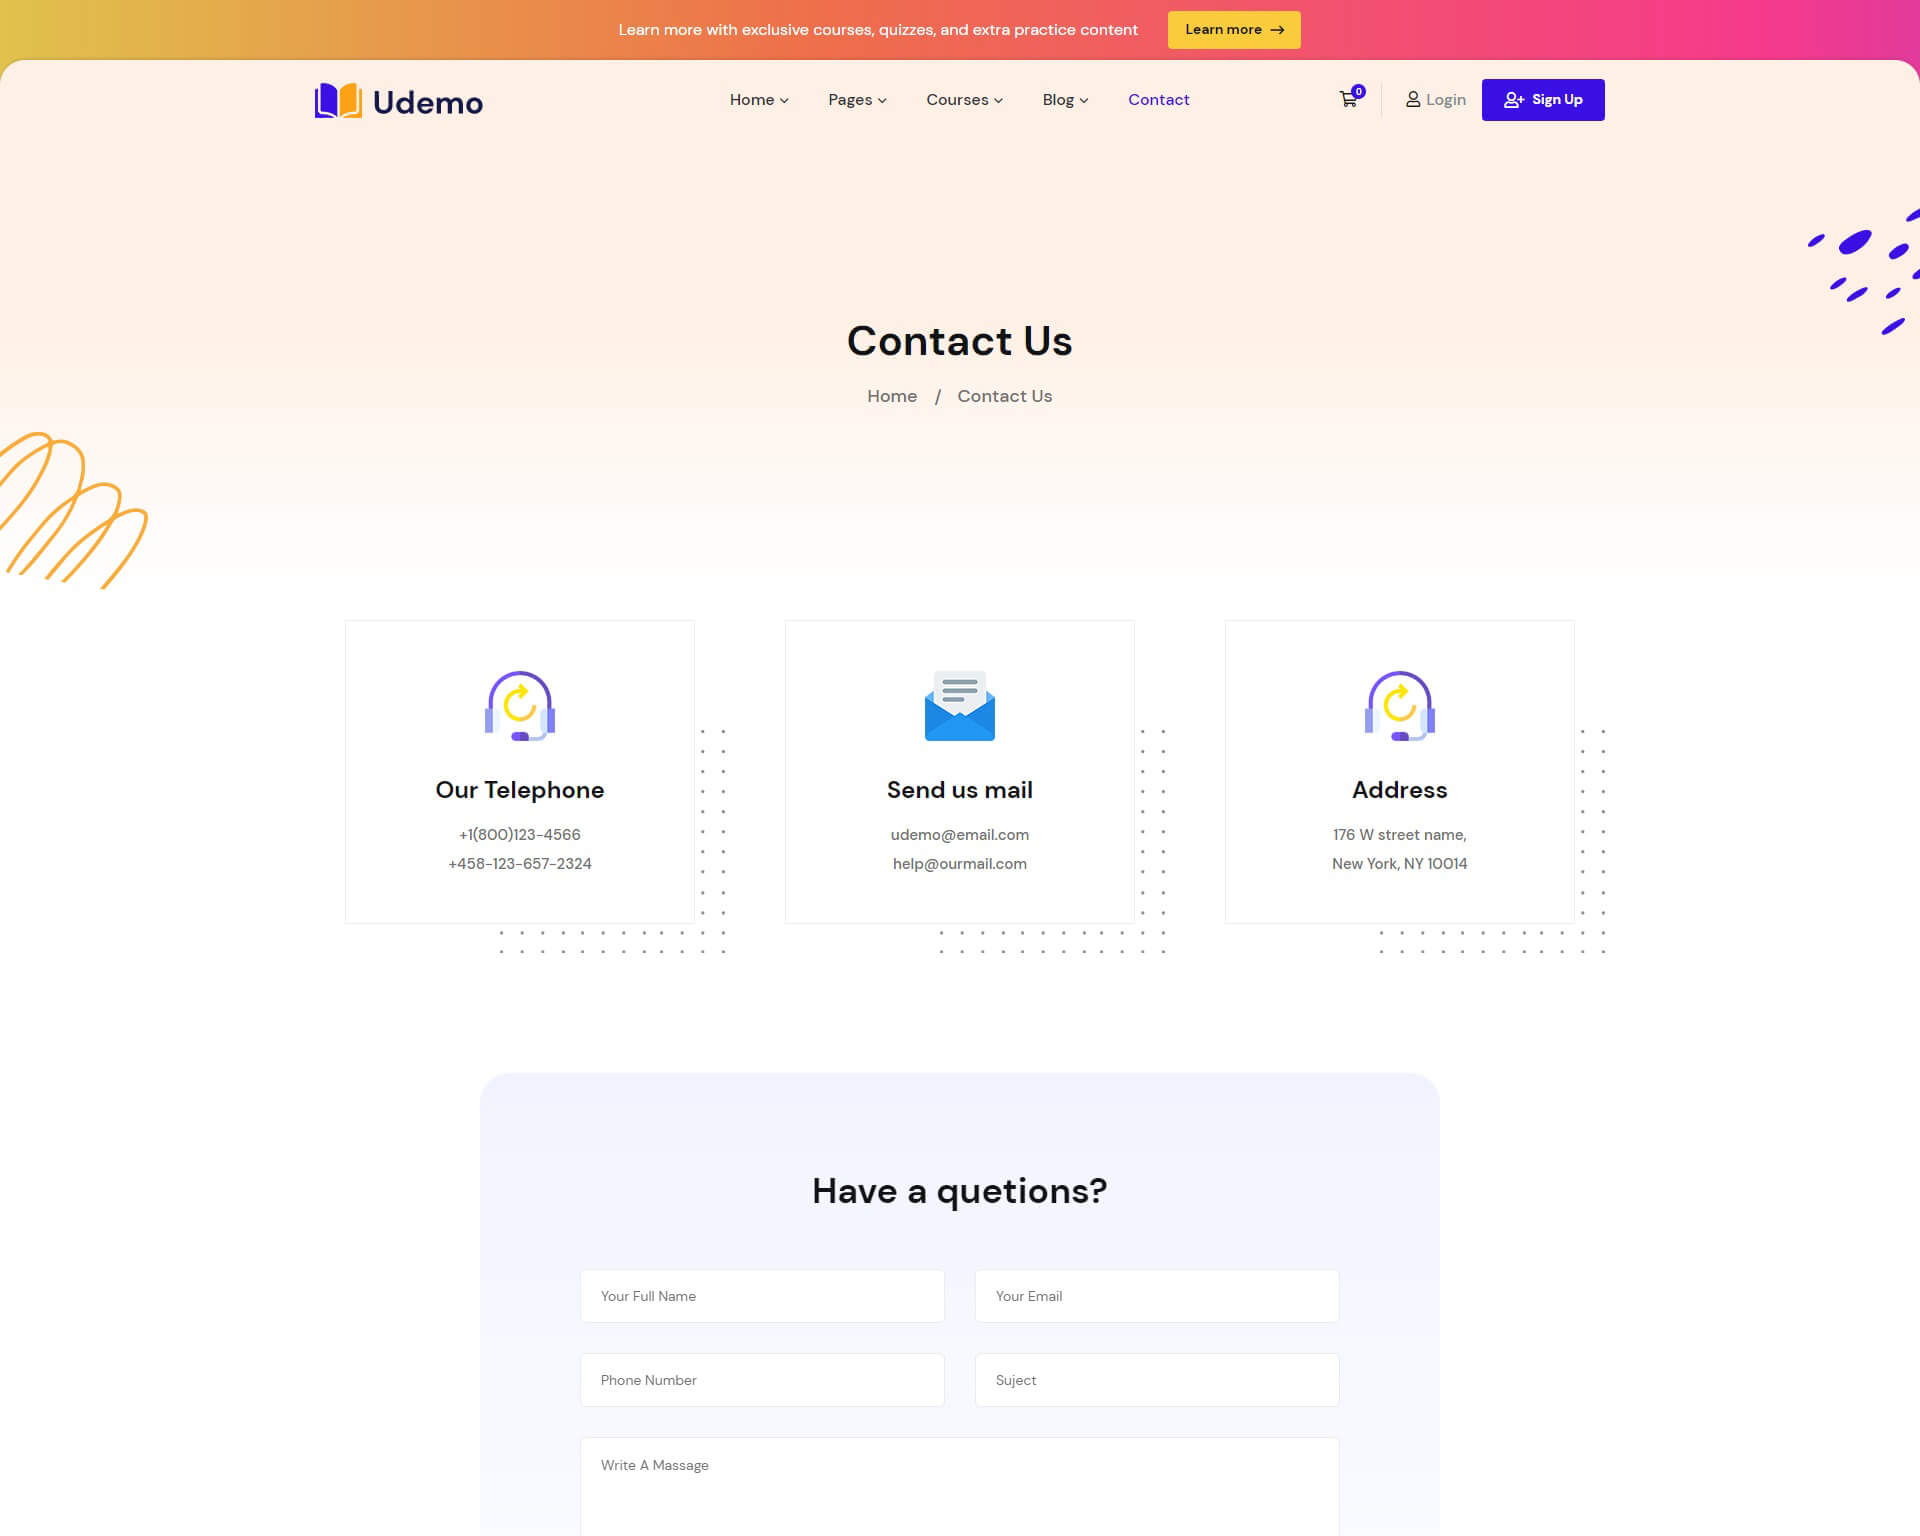 Learn more with exclusive courses, quizzes, and extra practice content
Learn more
Udemo
Home
Pages
Courses
Blog
Contact
0
Login
Sign Up
Contact Us
Home / Contact Us
Our Telephone
+1(800)123-4566
+458-123-657-2324
Send us mail
udemo@email.com
help@ourmail.com
Address
176 W street name,
New York, NY 10014
Have a quetions?
Your Full Name
Your Email
Phone Number
Suject
Write A Massage